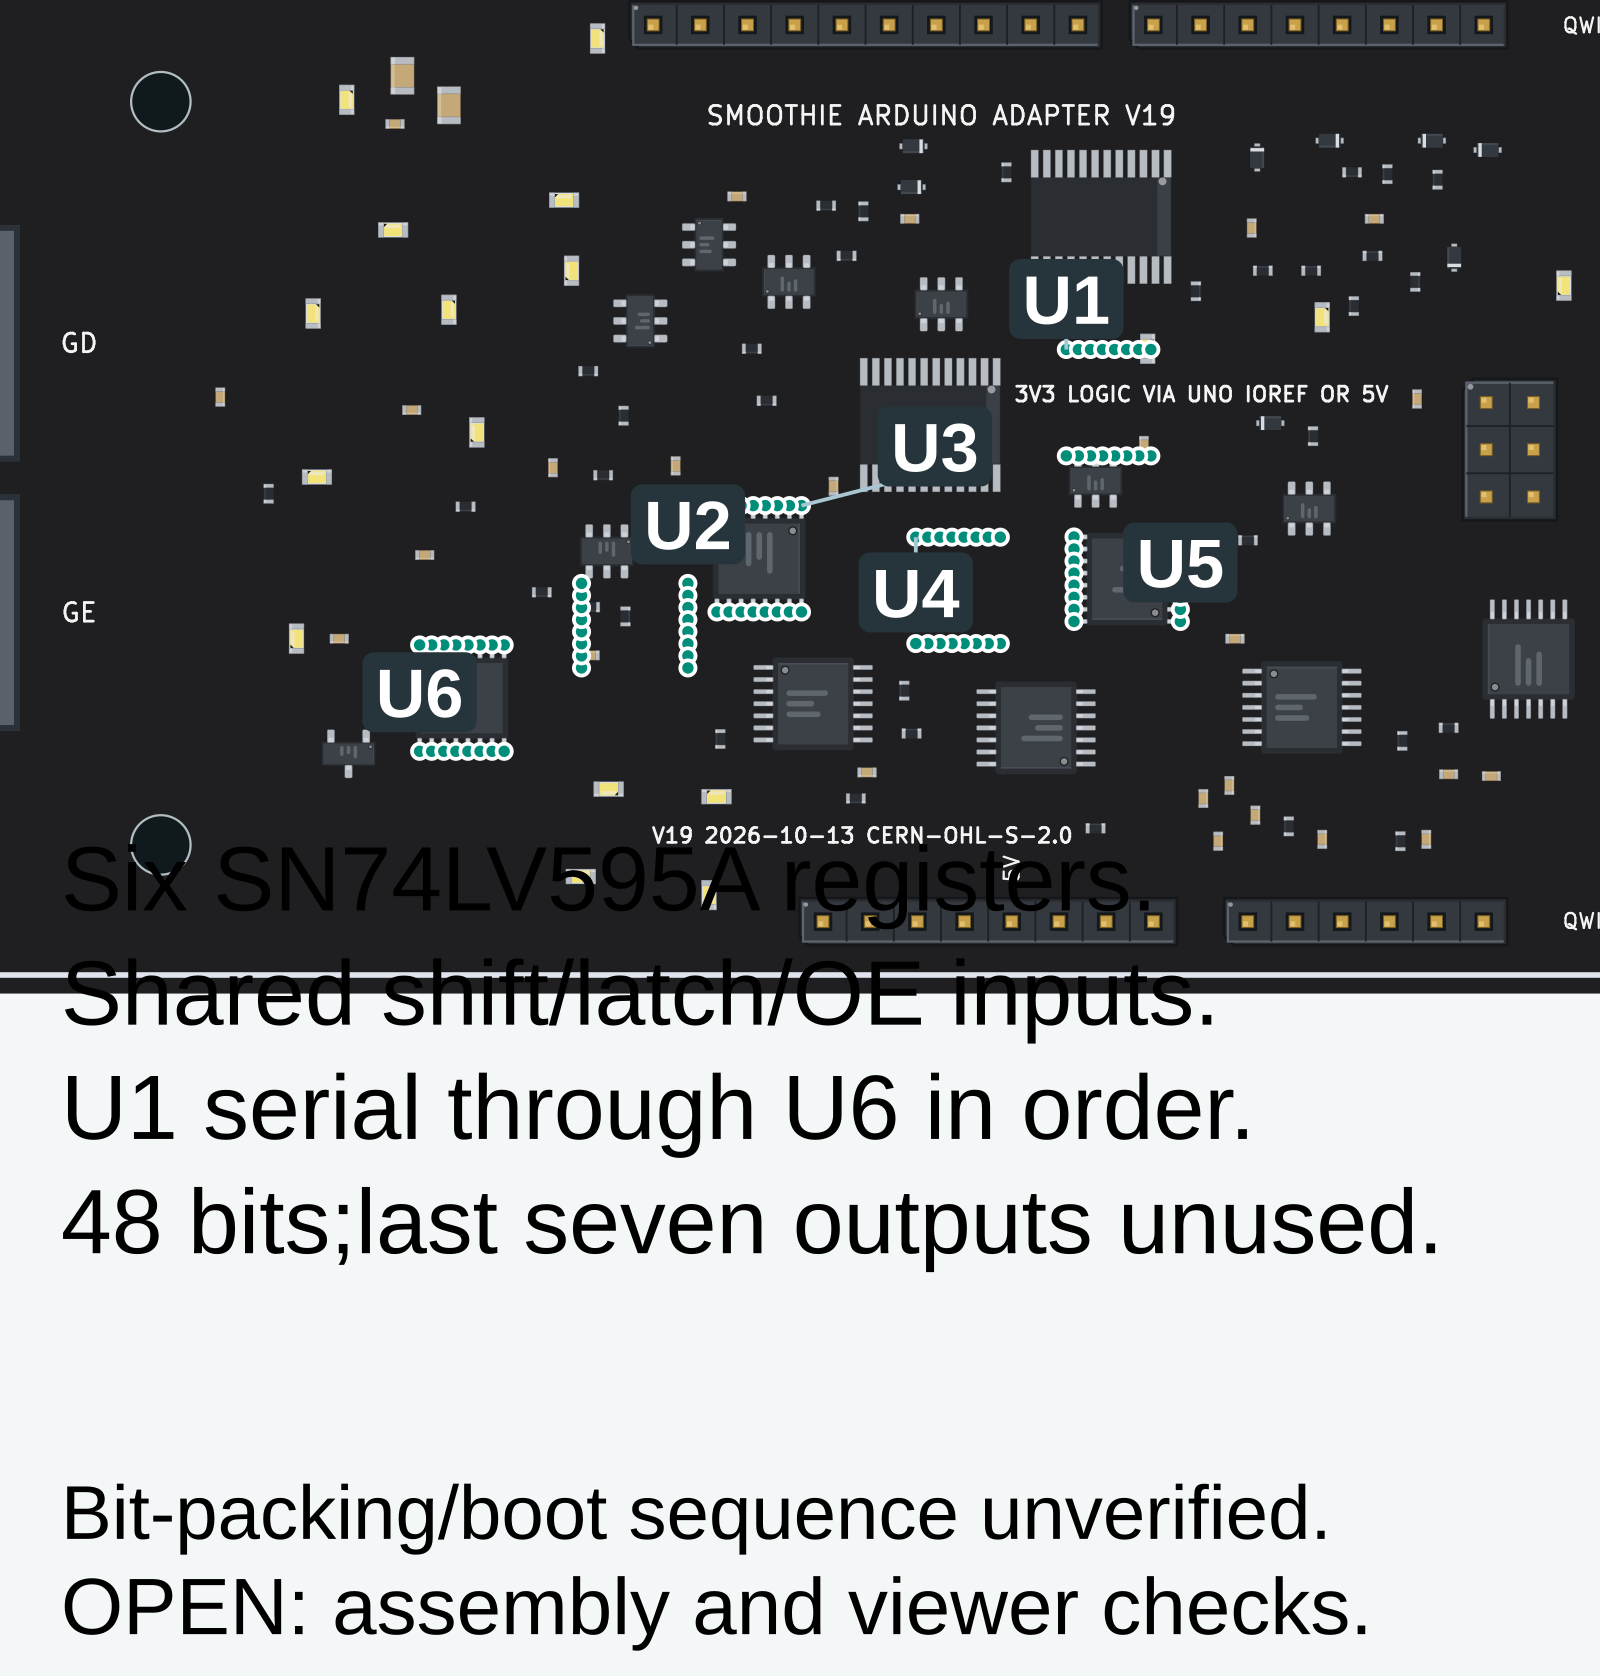 QWI
SMOOTHIE ARDUINO ADAPTER V19
U1
GD
3V3 LOGIC VIA UNO IOREF OR 5V
U3
U2
U5
U4
GE
U6
V19 2026-10-13 CERN-OHL-S-2.0
5V
Six SN74LV595A registers.
QWI
Shared shift/latch/OE inputs.
U1 serial through U6 in order.
48 bits;last seven outputs unused.
Bit-packing/boot sequence unverified.
OPEN: assembly and viewer checks.